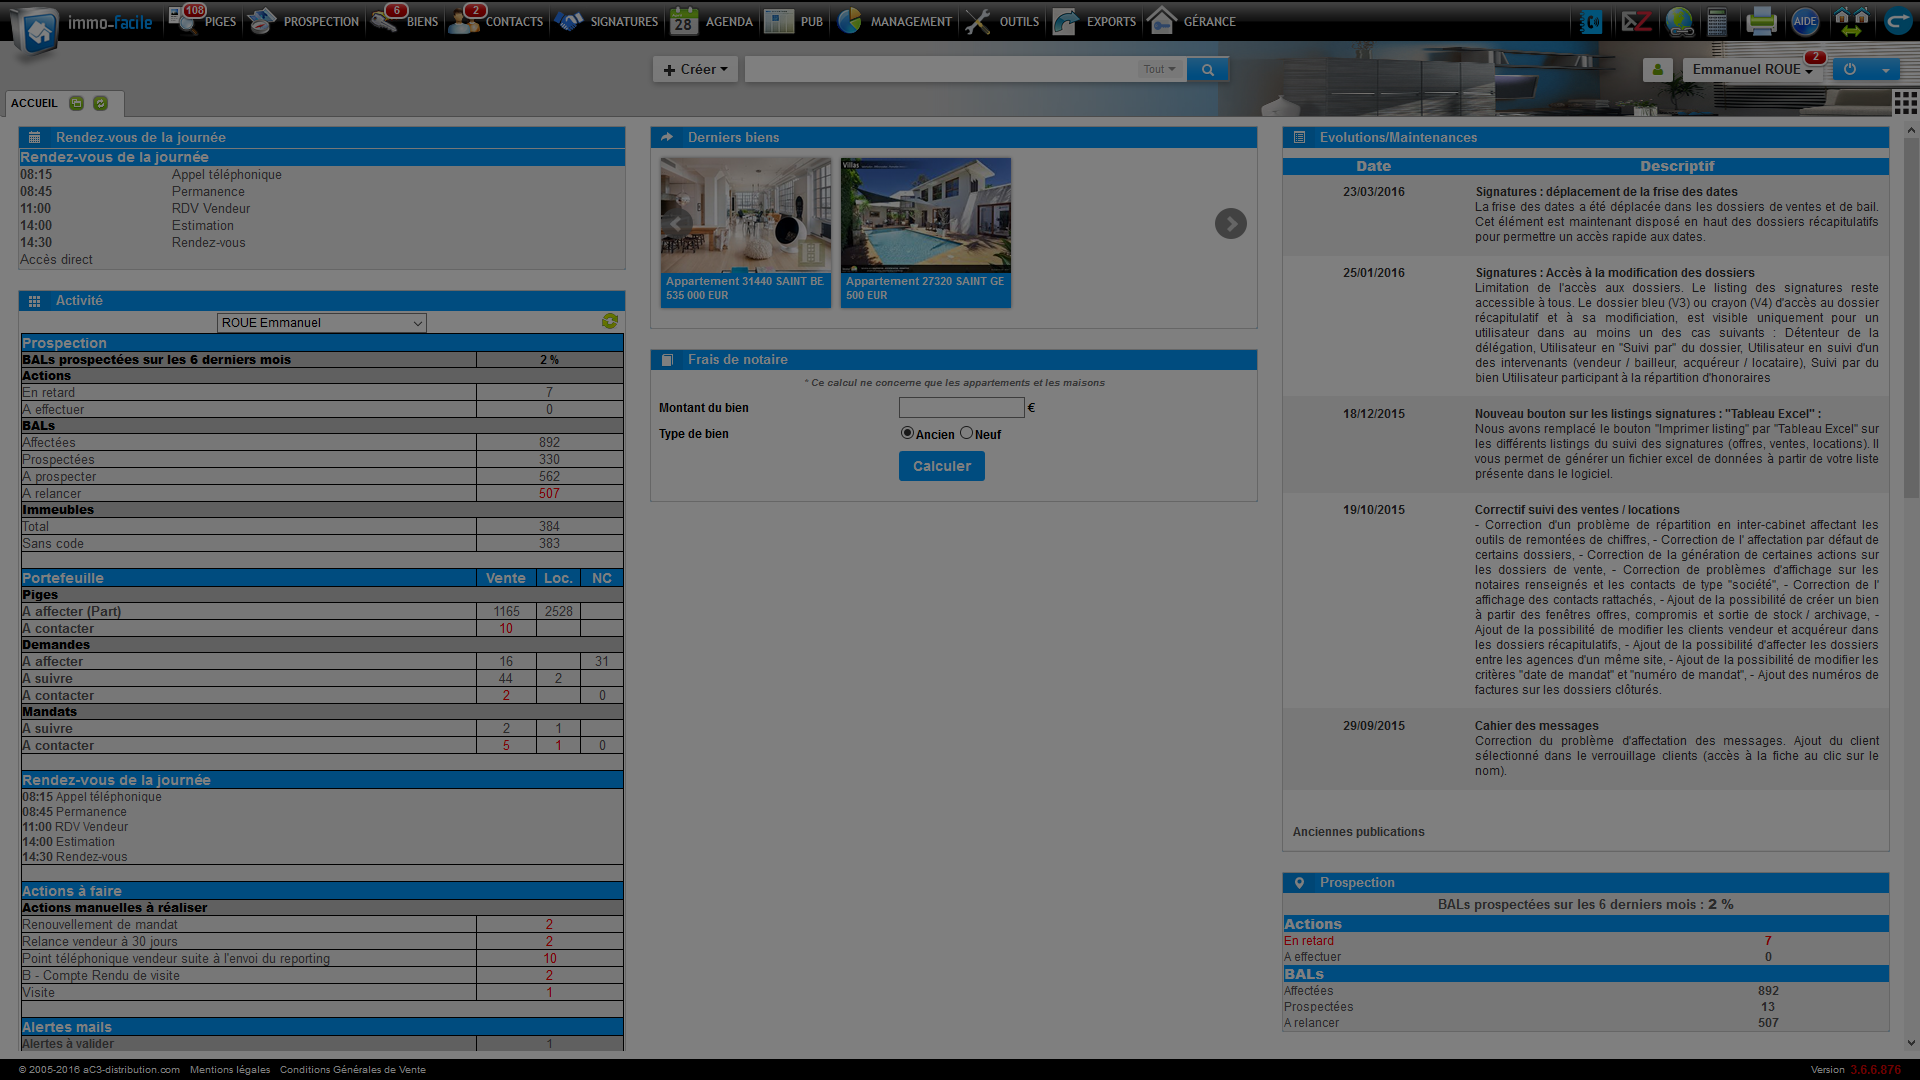 immo-Facile
108
PIGES
PROSPECTION
6
BIENS
2
CONTACTS
SIGNATURES
28
AGENDA
PUB
MANAGEMENT
OUTILS
EXPORTS
GÉRANCE
AIDE
+ Créer
Tout
Emmanuel ROUE
2
ACCUEIL
Rendez-vous de la journée
Rendez-vous de la journée
08:15 Appel téléphonique
08:45 Permanence
11:00 RDV Vendeur
14:00 Estimation
14:30 Rendez-vous
Accès direct
Activité
ROUE Emmanuel
Prospection
BALs prospectées sur les 6 derniers mois 2 %
Actions
En retard 7
A effectuer 0
BALs
Affectées 892
Prospectées 330
A prospecter 562
A relancer 507
Immeubles
Total 384
Sans code 383
Portefeuille Vente Loc. NC
Piges
A affecter (Part) 1165 2528
A contacter 10
Demandes
A affecter 16 31
A suivre 44 2
A contacter 2 0
Mandats
A suivre 2 1
A contacter 5 1 0
Rendez-vous de la journée
08:15 Appel téléphonique
08:45 Permanence
11:00 RDV Vendeur
14:00 Estimation
14:30 Rendez-vous
Actions à faire
Actions manuelles à réaliser
Renouvellement de mandat 2
Relance vendeur à 30 jours 2
Point téléphonique vendeur suite à l'envoi du reporting 10
B - Compte Rendu de visite 2
Visite 1
Alertes mails
Alertes à valider 1
Derniers biens
Villas
Appartement 31440 SAINT BE
535 000 EUR
Appartement 27320 SAINT GE
500 EUR
Frais de notaire
* Ce calcul ne concerne que les appartements et les maisons
Montant du bien €
Type de bien Ancien Neuf
Calculer
Evolutions/Maintenances
Date Descriptif
23/03/2016 Signatures : déplacement de la frise des dates
La frise des dates a été déplacée dans les dossiers de ventes et de bail.
Cet élément est maintenant disposé en haut des dossiers récapitulatifs
pour permettre un accès rapide aux dates.
25/01/2016 Signatures : Accès à la modification des dossiers
Limitation de l'accès aux dossiers. Le listing des signatures reste
accessible à tous. Le dossier bleu (V3) ou crayon (V4) d'accès au dossier
récapitulatif et à sa modificiation, est visible uniquement pour un
utilisateur dans au moins un des cas suivants : Détenteur de la
délégation, Utilisateur en "Suivi par" du dossier, Utilisateur en suivi d'un
des intervenants (vendeur / bailleur, acquéreur / locataire), Suivi par du
bien Utilisateur participant à la répartition d'honoraires
18/12/2015 Nouveau bouton sur les listings signatures : "Tableau Excel" :
Nous avons remplacé le bouton "Imprimer listing" par "Tableau Excel" sur
les différents listings du suivi des signatures (offres, ventes, locations). Il
vous permet de générer un fichier excel de données à partir de votre liste
présente dans le logiciel.
19/10/2015 Correctif suivi des ventes / locations
- Correction d'un problème de répartition en inter-cabinet affectant les
outils de remontées de chiffres, - Correction de l' affectation par défaut de
certains dossiers, - Correction de la génération de certaines actions sur
les dossiers de vente, - Correction de problèmes d'affichage sur les
notaires renseignés et les contacts de type "société", - Correction de l'
affichage des contacts rattachés, - Ajout de la possibilité de créer un bien
à partir des fenêtres offres, compromis et sortie de stock / archivage, -
Ajout de la possibilité de modifier les clients vendeur et acquéreur dans
les dossiers récapitulatifs, - Ajout de la possibilité d'affecter les dossiers
entre les agences d'un même site, - Ajout de la possibilité de modifier les
critères "date de mandat" et "numéro de mandat", - Ajout des numéros de
factures sur les dossiers clôturés.
29/09/2015 Cahier des messages
Correction du problème d'affectation des messages. Ajout du client
sélectionné dans le verrouillage clients (accès à la fiche au clic sur le
nom).
Anciennes publications
Prospection
BALs prospectées sur les 6 derniers mois : 2 %
Actions
En retard 7
A effectuer 0
BALs
Affectées 892
Prospectées 13
A relancer 507
© 2005-2016 aC3-distribution.com Mentions légales Conditions Générales de Vente
Version 3.6.6.876